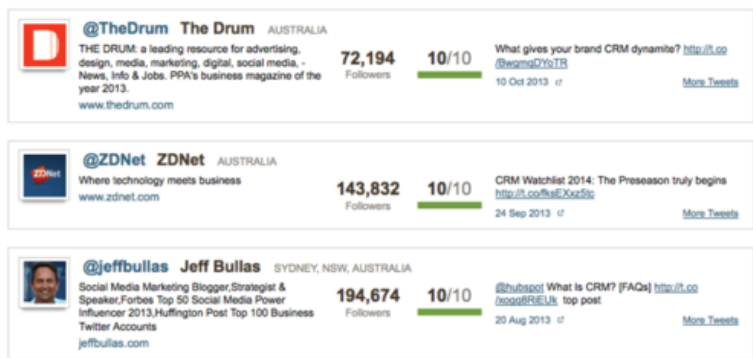 @TheDrum The Drum AUSTRALIA
THE DRUM: a leading resource for advertising,
design, media, marketing, digital, social media, -
News, Info & Jobs. PPA's business magazine of the
year 2013.
www.thedrum.com
72,194
Followers
10/10
What gives your brand CRM dynamite? http://t.co
/BwgmqDYoTR
10 Oct 2013
More Tweets
@ZDNet ZDNet AUSTRALIA
ZDNet
Where technology meets business
www.zdnet.com
143,832
Followers
10/10
CRM Watchlist 2014: The Preseason truly begins
http://t.co/fksEXxz5tc
24 Sep 2013
More Tweets
@jeffbullas Jeff Bullas SYDNEY, NSW, AUSTRALIA
Social Media Marketing Blogger,Strategist &
Speaker,Forbes Top 50 Social Media Power
Influencer 2013,Huffington Post Top 100 Business
Twitter Accounts
jeffbullas.com
194,674
Followers
10/10
@hubspot What Is CRM? [FAQs] http://t.co
/xogq8RiEUk top post
20 Aug 2013
More Tweets